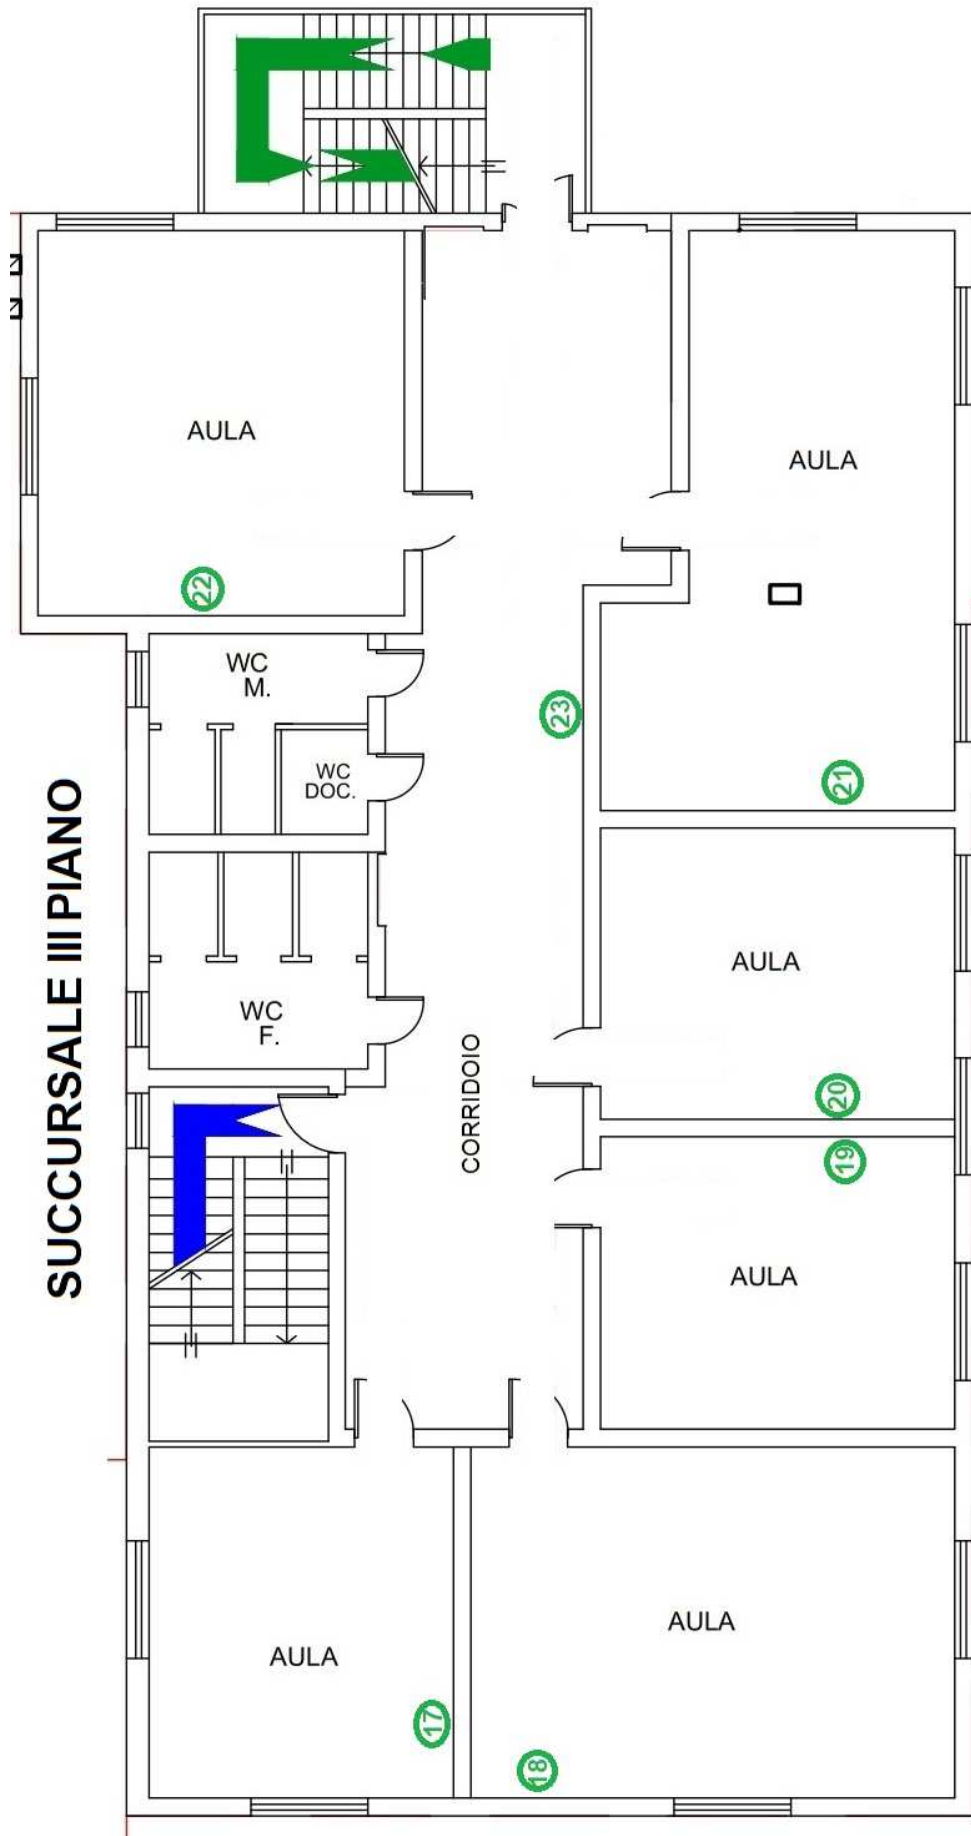 AULA
AULA
22
WC
M.
23
WC
DOC.
21
SUCCURSALE III PIANO
AULA
WC
F.
CORRIDOIO
20
19
AULA
AULA
AULA
17
18